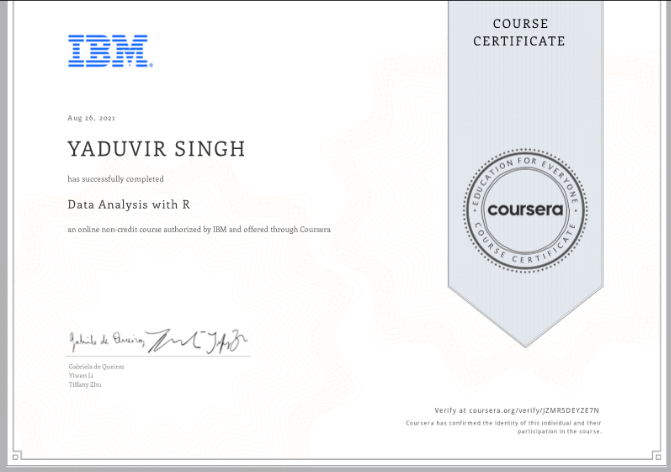 IBM
COURSE
CERTIFICATE
Aug 26, 2021
YADUVIR SINGH
has successfully completed
Data Analysis with R
an online non-credit course authorized by IBM and offered through Coursera
EDUCATION FOR EVERYONE
coursera
COURSE CERTIFICATE
Gabriela de Queiroz
Gabriela de Queiroz
Yiwen Li
Tiffany Zhu
Verify at coursera.org/verify/JZMRSDEYZE7N
Coursera has confirmed the identity of this individual and their
participation in the course.